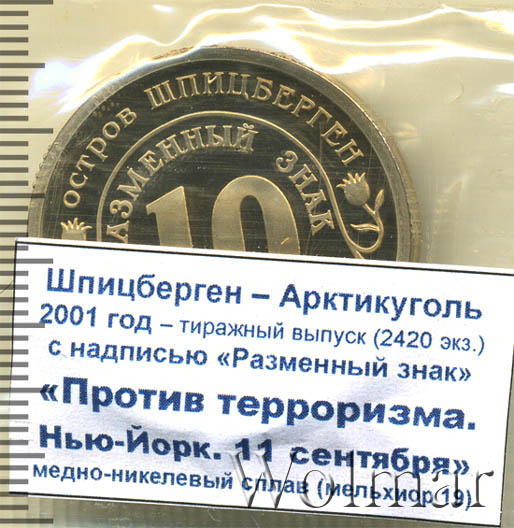 ОСТРОВ ШПИЦБЕРГЕН
РАЗМЕННЫЙ ЗНАК
10
Шпицберген – Арктикуголь
2001 год – тиражный выпуск (2420 экз.)
с надписью «Разменный знак»
«Против терроризма.
Нью-Йорк. 11 сентября»
медно-никелевый сплав (мельхиор 19)
Wolmar